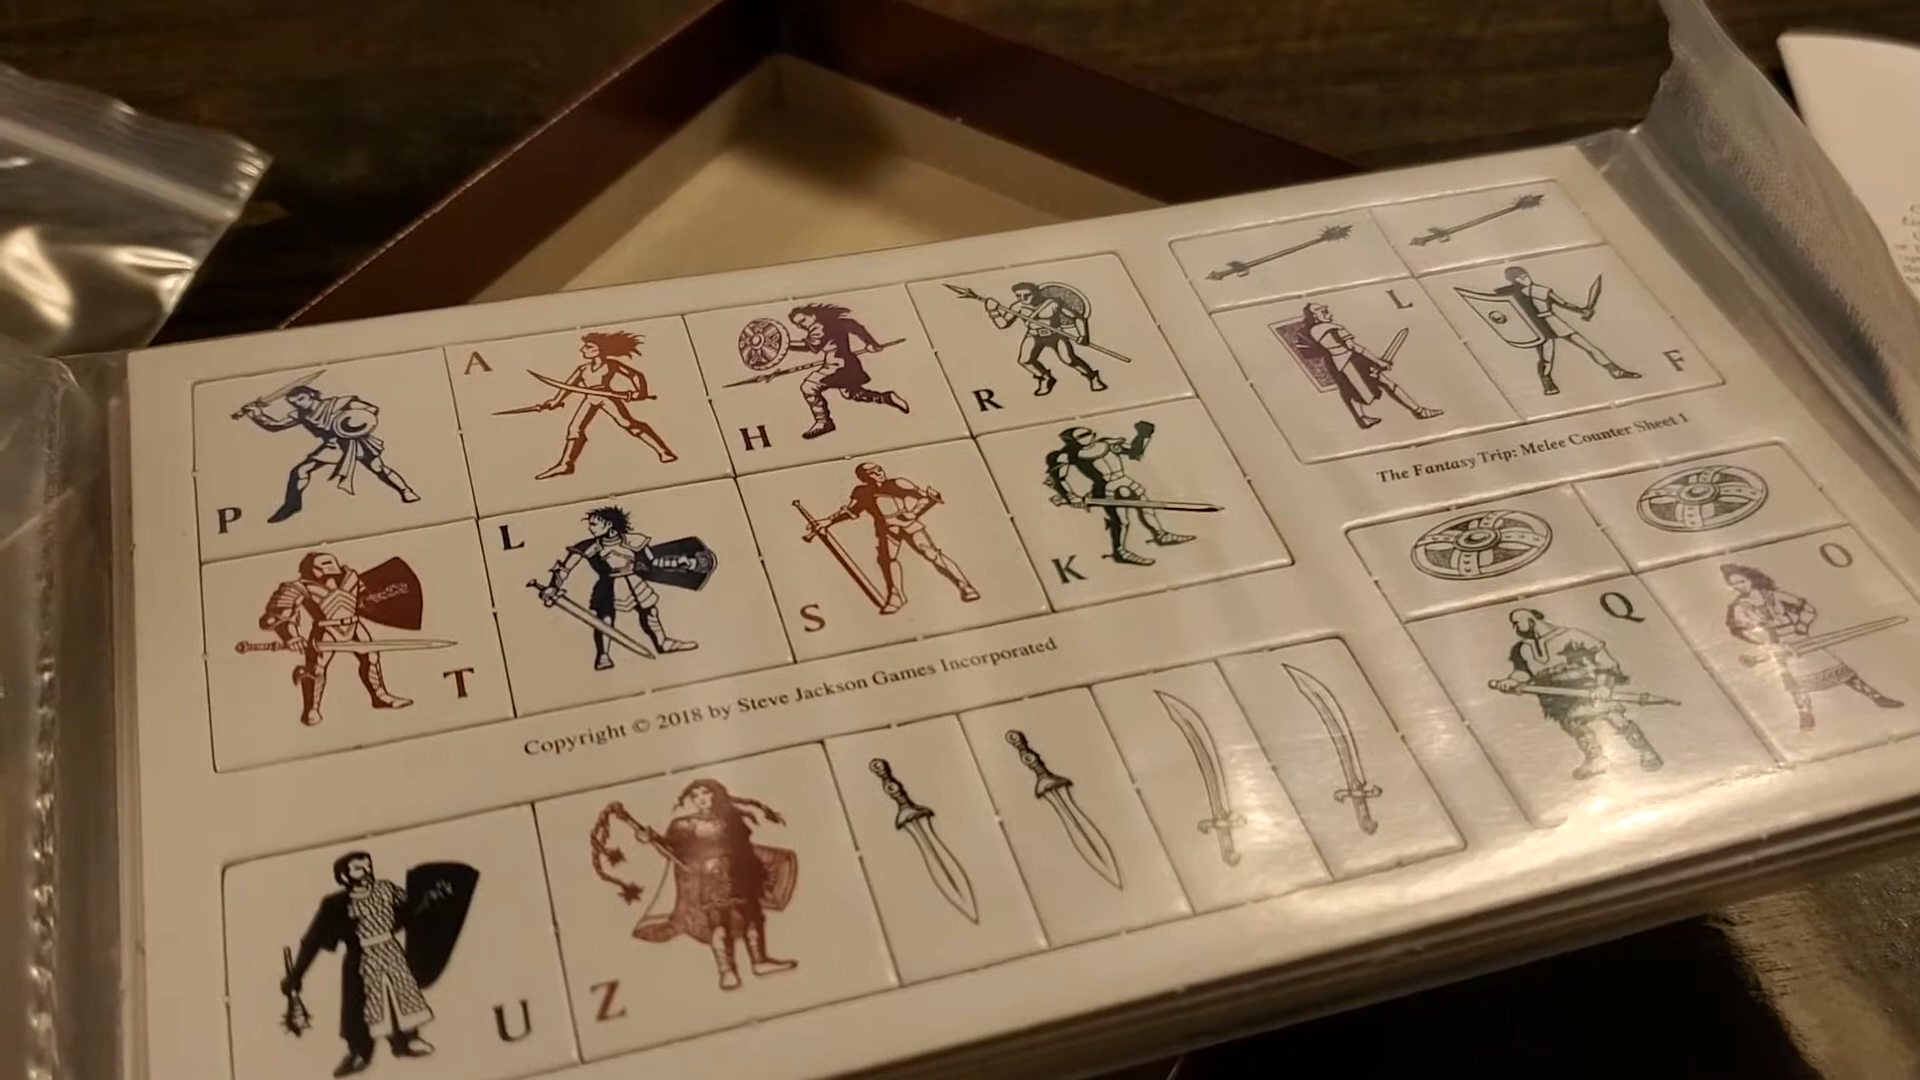 A
H
R
L
F
P
The Fantasy Trip: Melee Counter Sheet 1
T
L
S
K
Q
O
Copyright © 2018 by Steve Jackson Games Incorporated
U
Z